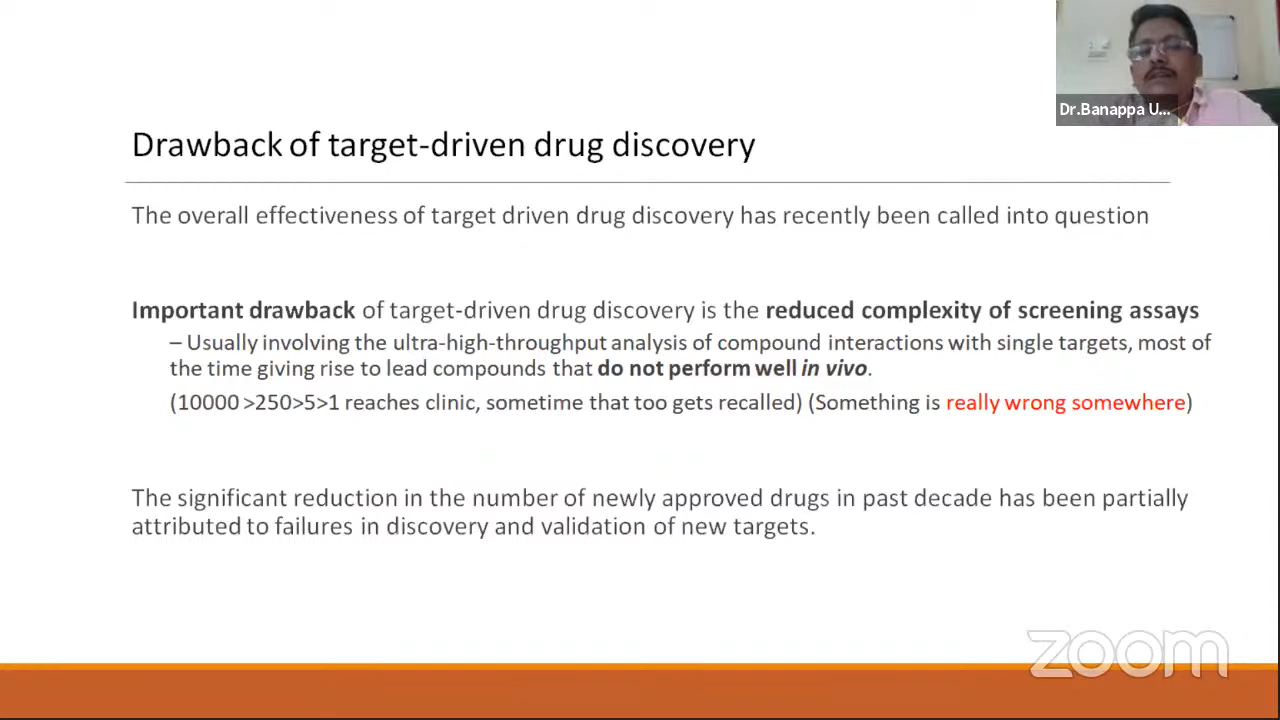 Dr.Banappa U...
Drawback of target-driven drug discovery
The overall effectiveness of target driven drug discovery has recently been called into question
Important drawback of target-driven drug discovery is the reduced complexity of screening assays
– Usually involving the ultra-high-throughput analysis of compound interactions with single targets, most of
the time giving rise to lead compounds that do not perform well in vivo.
(10000 >250>5>1 reaches clinic, sometime that too gets recalled) (Something is really wrong somewhere)
The significant reduction in the number of newly approved drugs in past decade has been partially
attributed to failures in discovery and validation of new targets.
zoom